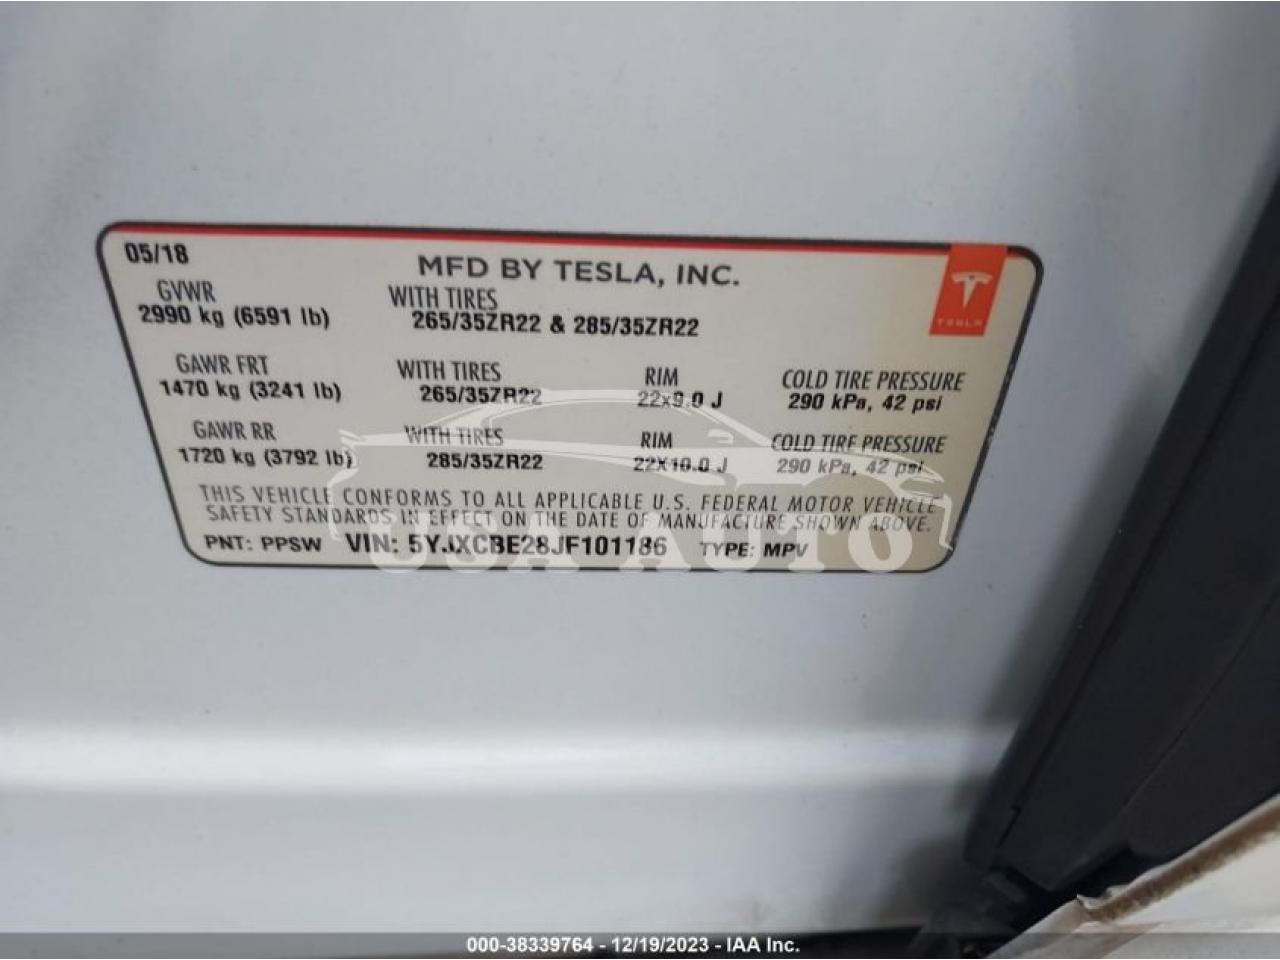 05/18
MFD BY TESLA, INC.
TESLA
GVWR WITH TIRES
2990 kg (6591 lb) 265/35ZR22 & 285/35ZR22
GAWR FRT WITH TIRES RIM COLD TIRE PRESSURE
1470 kg (3241 lb) 265/35ZR22 22x9.0 J 290 kPa, 42 psi
GAWR RR WITH TIRES RIM COLD TIRE PRESSURE
1720 kg (3792 lb) 285/35ZR22 22X10.0 J 290 kPa, 42 psi
THIS VEHICLE CONFORMS TO ALL APPLICABLE U.S. FEDERAL MOTOR VEHICLE
SAFETY STANDARDS IN EFFECT ON THE DATE OF MANUFACTURE SHOWN ABOVE.
PNT: PPSW VIN: 5YJXCBE28JF101186 TYPE: MPV
USA AUTO
000-38339764 - 12/19/2023 - IAA Inc.